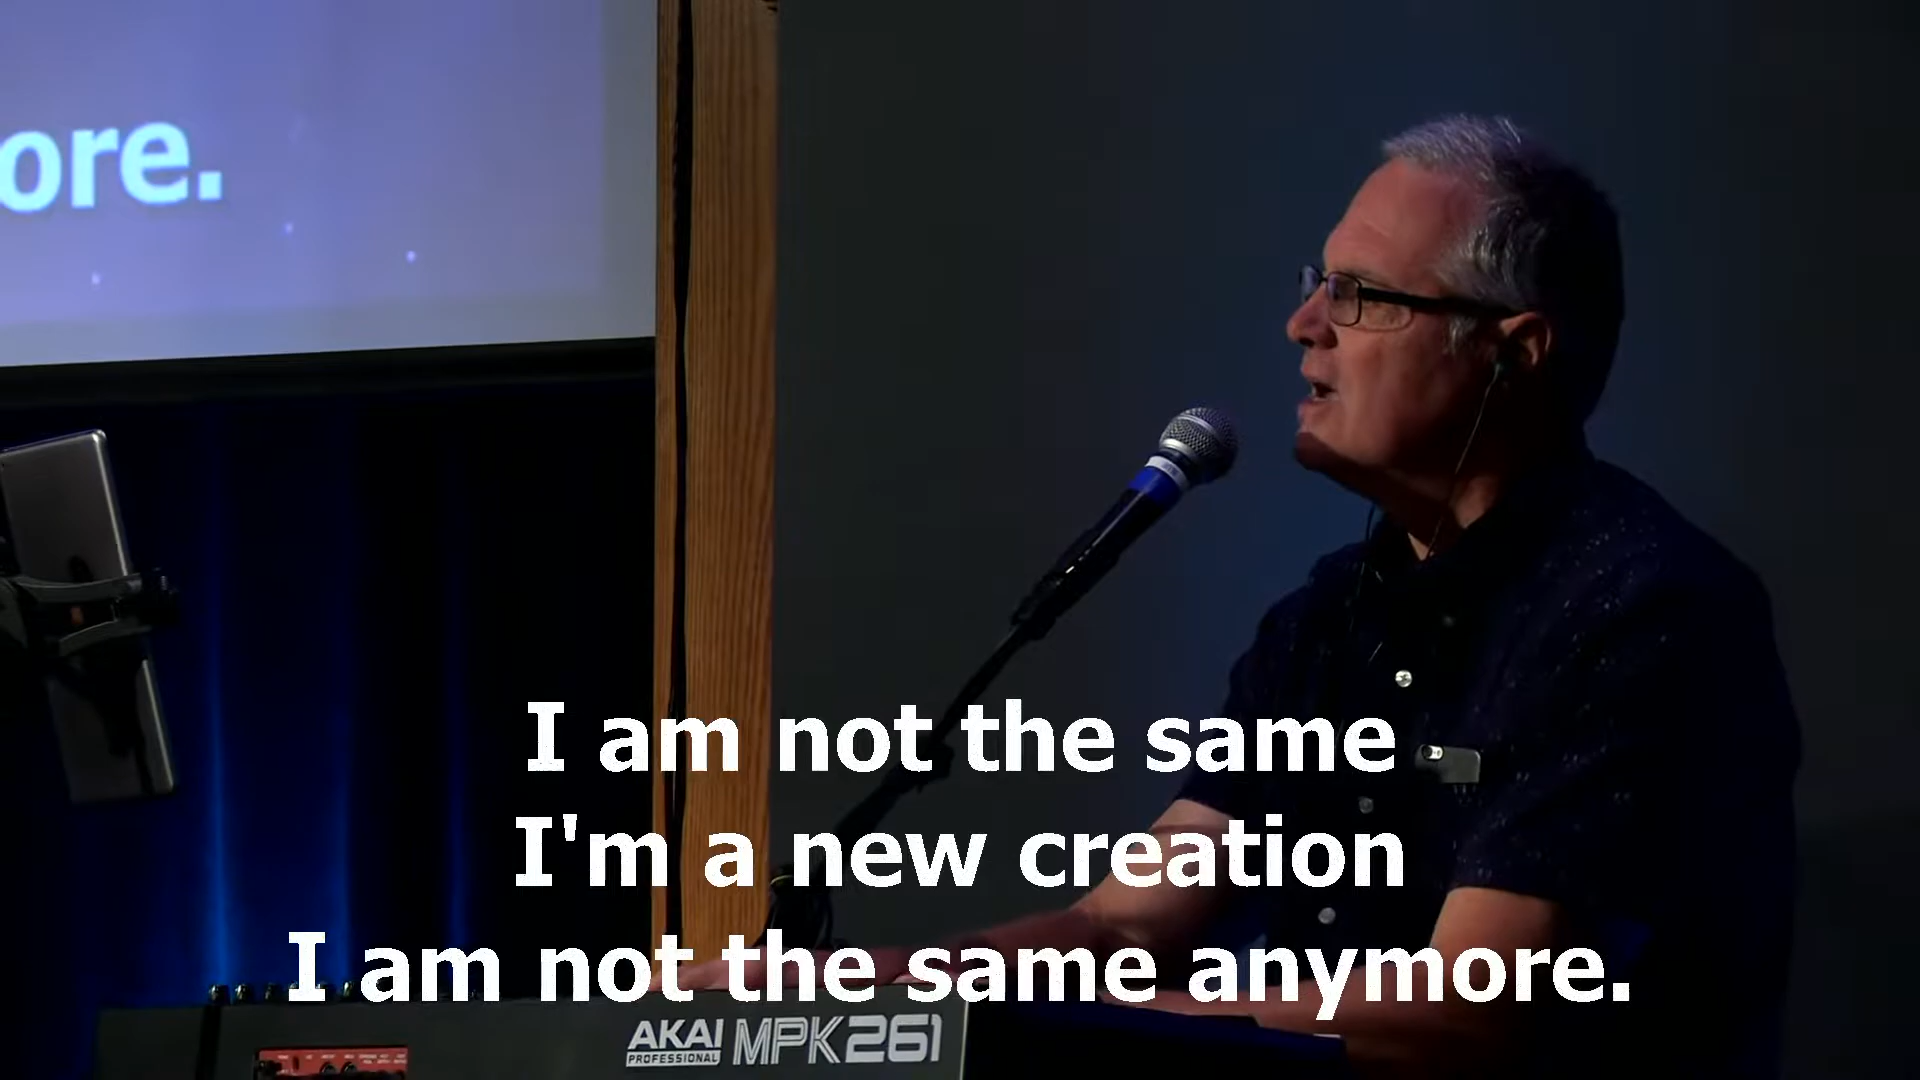 ore.
I am not the same
I'm a new creation
I am not the same anymore.
AKAI MPK261
PROFESSIONAL